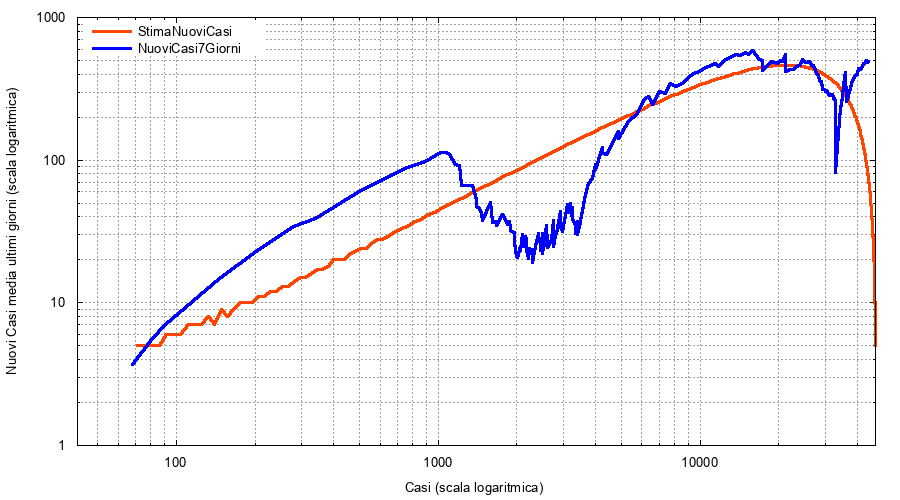 1000
StimaNuoviCasi
NuoviCasi7Giorni
Nuovi Casi media ultimi giorni (scala logaritmica)
100
10
1
100
1000
10000
Casi (scala logaritmica)